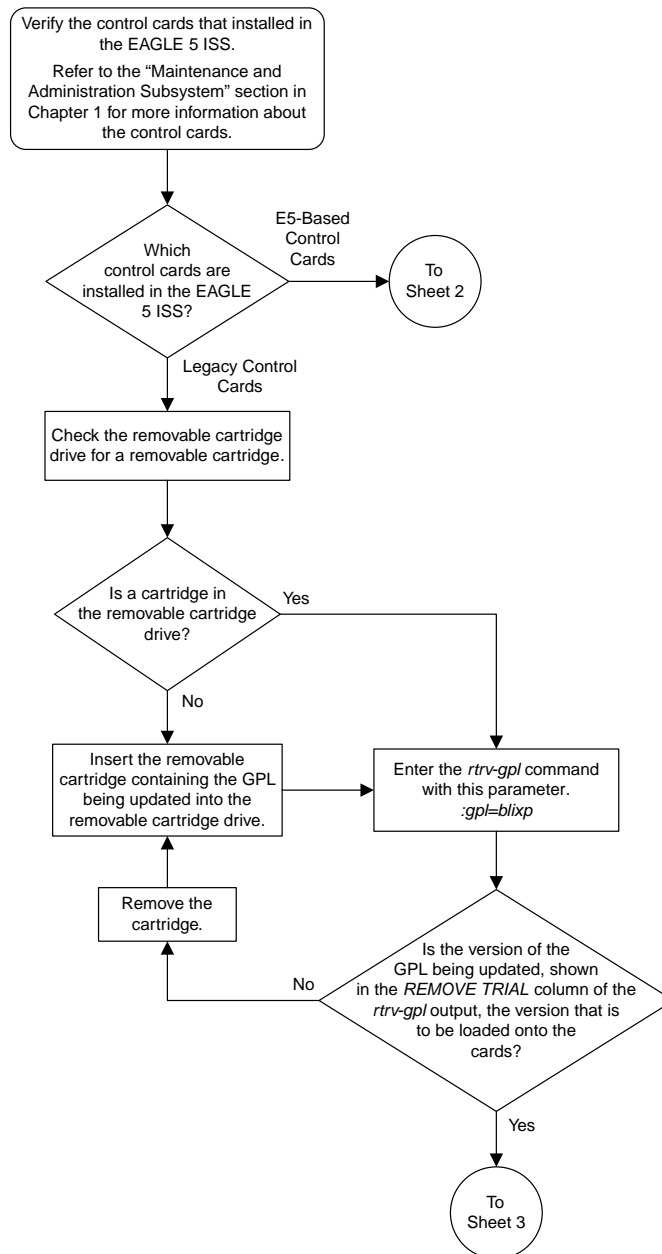 Verify the control cards that installed in
the EAGLE 5 ISS.
Refer to the “Maintenance and
Administration Subsystem” section in
Chapter 1 for more information about
the control cards.
Which
control cards are
installed in the EAGLE
5 ISS?
E5-Based
Control
Cards
To
Sheet 2
Legacy Control
Cards
Check the removable cartridge
drive for a removable cartridge.
Is a cartridge in
the removable cartridge
drive?
Yes
No
Insert the removable
cartridge containing the GPL
being updated into the
removable cartridge drive.
Enter the rtrv-gpl command
with this parameter.
:gpl=blixp
Remove the
cartridge.
Is the version of the
GPL being updated, shown
in the REMOVE TRIAL column of the
rtrv-gpl output, the version that is
to be loaded onto the
cards?
No
Yes
To
Sheet 3